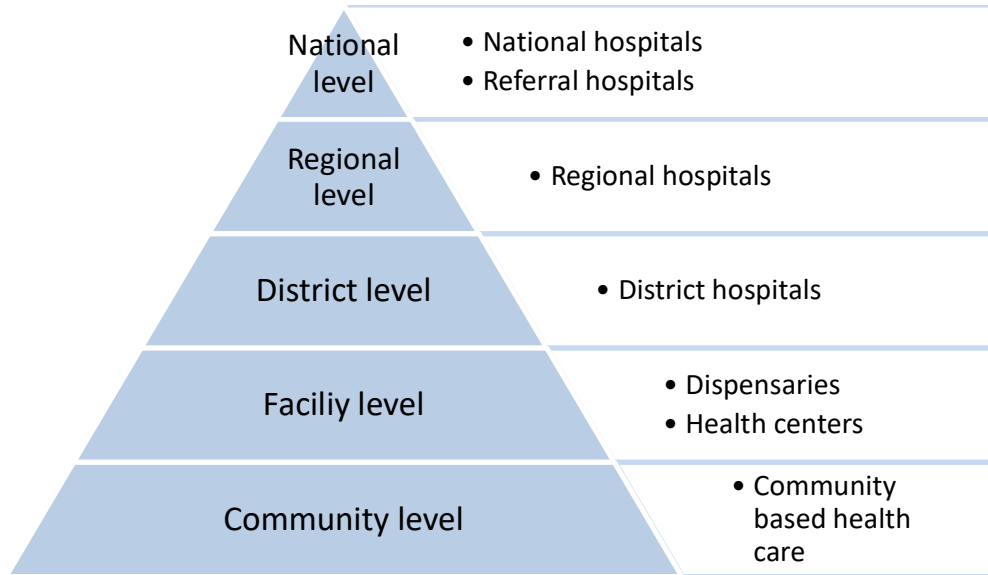 National
level
• National hospitals
• Referral hospitals
Regional
level
• Regional hospitals
District level
• District hospitals
Faciliy level
• Dispensaries
• Health centers
Community level
• Community
based health
care